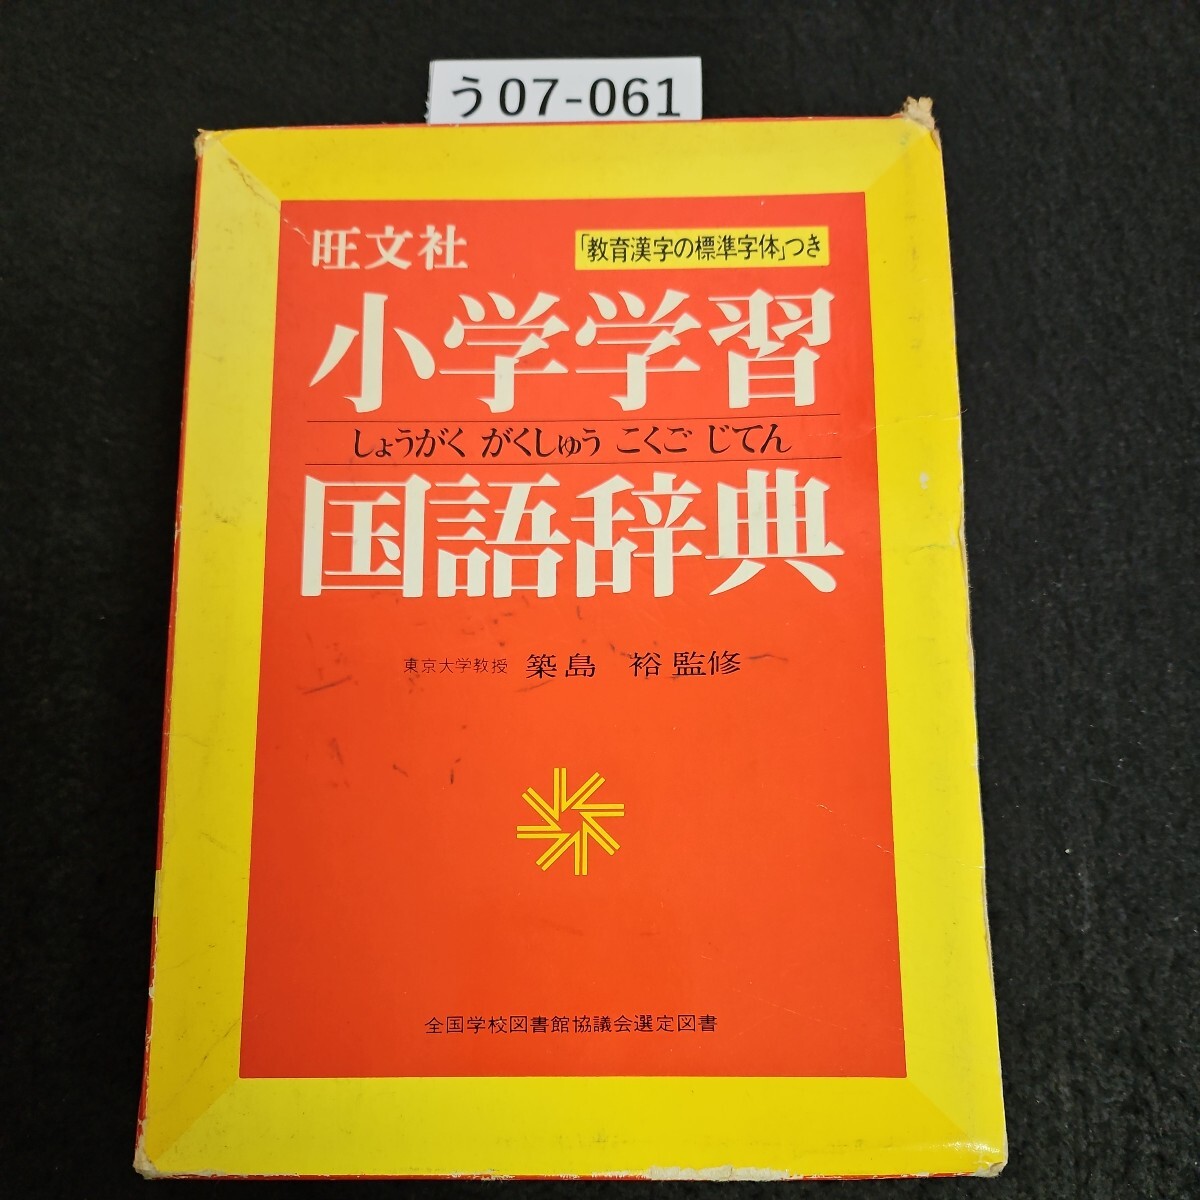 う07-061
旺文社
「教育漢字の標準字体」つき
小学学習
しょうがく がくしゅう こくご じてん
国語辞典
東京大学教授 築島 裕 監修
全国学校図書館協議会選定図書